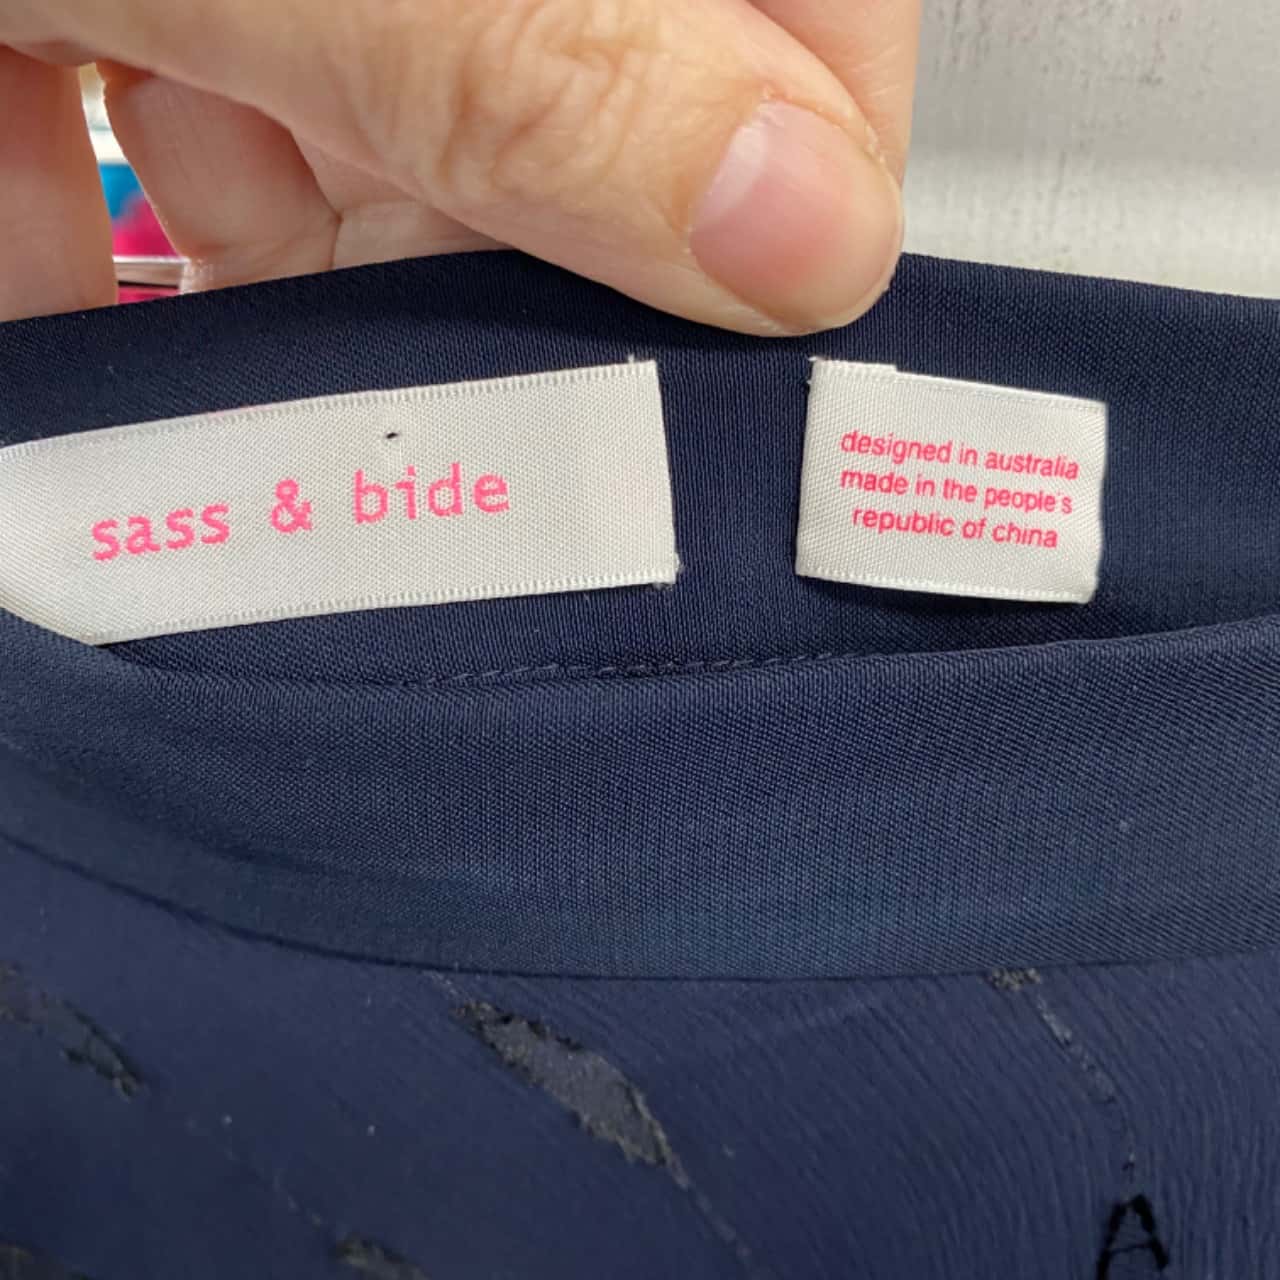 sass & bide
designed in australia
made in the people's
republic of china